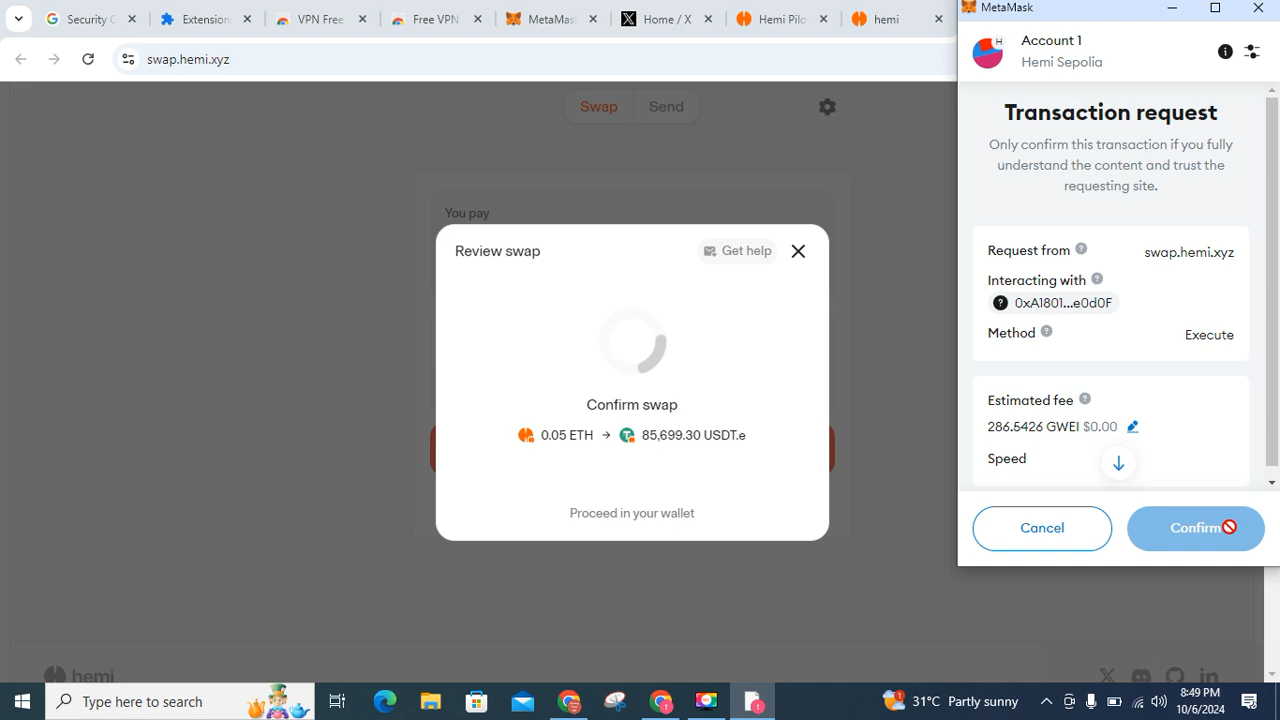 Security C
Extension
VPN Free
Free VPN
MetaMas
Home / X
Hemi Pilo
hemi
MetaMask
swap.hemi.xyz
Account 1
Hemi Sepolia
H
Swap
Send
Transaction request
Only confirm this transaction if you fully
understand the content and trust the
requesting site.
You pay
Review swap
Get help
Request from
swap.hemi.xyz
Interacting with
0xA1801...e0d0F
Method
Execute
Confirm swap
0.05 ETH → 85,699.30 USDT.e
Proceed in your wallet
Estimated fee
286.5426 GWEI $0.00
Speed
Cancel
Confirm
hemi
Type here to search
31°C Partly sunny
8:49 PM
10/6/2024